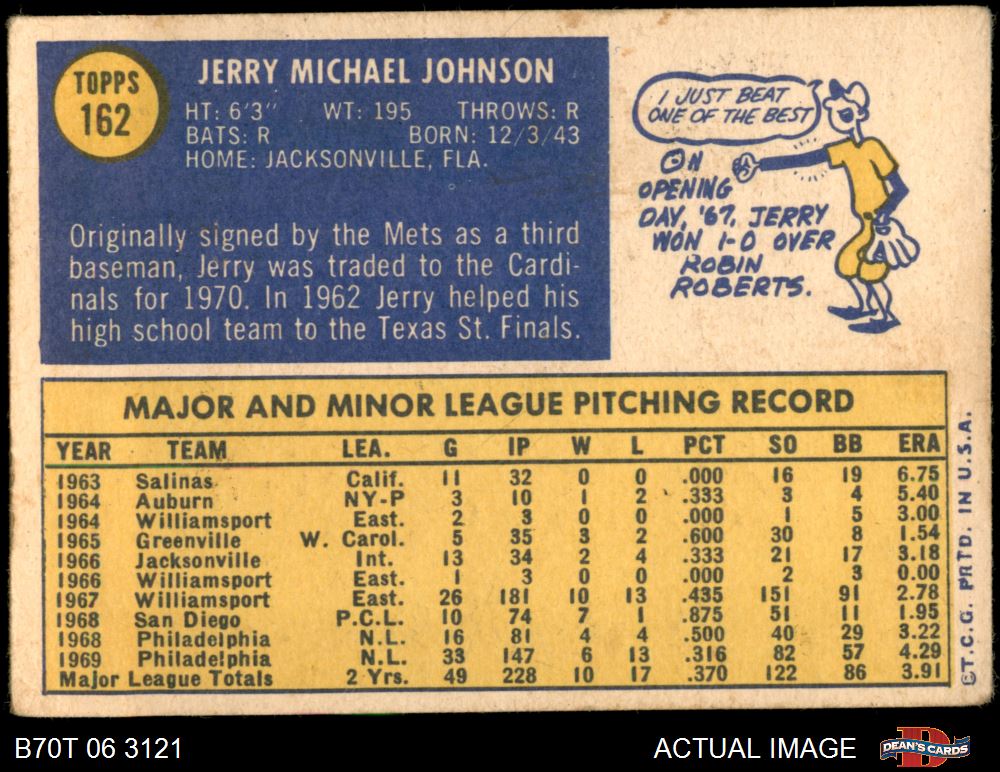 TOPPS
162
JERRY MICHAEL JOHNSON
HT: 6'3" WT: 195 THROWS: R
BATS: R BORN: 12/3/43
HOME: JACKSONVILLE, FLA.
Originally signed by the Mets as a third
baseman, Jerry was traded to the Cardi-
nals for 1970. In 1962 Jerry helped his
high school team to the Texas St. Finals.
I JUST BEAT
ONE OF THE BEST
ON
OPENING
DAY, '67, JERRY
WON 1-0 OVER
ROBIN
ROBERTS.
MAJOR AND MINOR LEAGUE PITCHING RECORD
YEAR TEAM LEA. G IP W L PCT SO BB ERA
1963 Salinas Calif. 11 32 0 0 .000 16 19 6.75
1964 Auburn NY-P 3 10 1 2 .333 3 4 5.40
1964 Williamsport East. 2 3 0 0 .000 1 5 3.00
1965 Greenville W. Carol. 5 35 3 2 .600 30 8 1.54
1966 Jacksonville Int. 13 34 2 4 .333 21 17 3.18
1966 Williamsport East. 1 3 0 0 .000 2 3 0.00
1967 Williamsport East. 26 181 10 13 .435 151 91 2.78
1968 San Diego P.C.L. 10 74 7 1 .875 51 11 1.95
1968 Philadelphia N.L. 16 81 4 4 .500 40 29 3.22
1969 Philadelphia N.L. 33 147 6 13 .316 82 57 4.29
Major League Totals 2 Yrs. 49 228 10 17 .370 122 86 3.91
©T.C.G. PRTD. IN U.S.A.
B70T 06 3121
ACTUAL IMAGE
D
DEAN'S CARDS